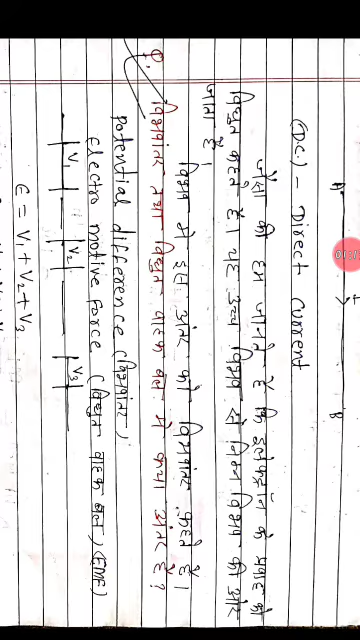 A
B
(DC) – Direct Current
जैसा की हम जानते है कि इलेक्ट्रॉन के प्रवाह को
विद्युत कहते है। यह उच्च विभव से निम्न विभव की ओर
जाता है।
विभव में इस अंतर को विभवांतर कहते है।
Q. विभवांतर तथा विद्युत वाहक बल में क्या अंतर है?
potential difference (विभवांतर)
Electro motive force (विद्युत वाहक बल) (EMF)
V₁ V₂ V₃
E = V₁ + V₂ + V₃